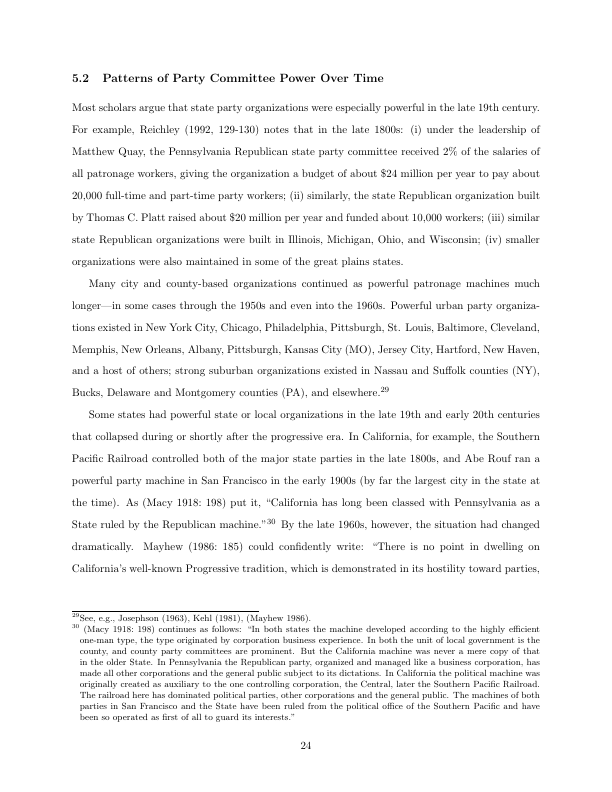 5.2 Patterns of Party Committee Power Over Time
Most scholars argue that state party organizations were especially powerful in the late 19th century.
For example, Reichley (1992, 129-130) notes that in the late 1800s: (i) under the leadership of
Matthew Quay, the Pennsylvania Republican state party committee received 2% of the salaries of
all patronage workers, giving the organization a budget of about $24 million per year to pay about
20,000 full-time and part-time party workers; (ii) similarly, the state Republican organization built
by Thomas C. Platt raised about $20 million per year and funded about 10,000 workers; (iii) similar
state Republican organizations were built in Illinois, Michigan, Ohio, and Wisconsin; (iv) smaller
organizations were also maintained in some of the great plains states.
Many city and county-based organizations continued as powerful patronage machines much
longer—in some cases through the 1950s and even into the 1960s. Powerful urban party organiza-
tions existed in New York City, Chicago, Philadelphia, Pittsburgh, St. Louis, Baltimore, Cleveland,
Memphis, New Orleans, Albany, Pittsburgh, Kansas City (MO), Jersey City, Hartford, New Haven,
and a host of others; strong suburban organizations existed in Nassau and Suffolk counties (NY),
Bucks, Delaware and Montgomery counties (PA), and elsewhere.29
Some states had powerful state or local organizations in the late 19th and early 20th centuries
that collapsed during or shortly after the progressive era. In California, for example, the Southern
Pacific Railroad controlled both of the major state parties in the late 1800s, and Abe Rouf ran a
powerful party machine in San Francisco in the early 1900s (by far the largest city in the state at
the time). As (Macy 1918: 198) put it, “California has long been classed with Pennsylvania as a
State ruled by the Republican machine.”30 By the late 1960s, however, the situation had changed
dramatically. Mayhew (1986: 185) could confidently write: “There is no point in dwelling on
California’s well-known Progressive tradition, which is demonstrated in its hostility toward parties,
29See, e.g., Josephson (1963), Kehl (1981), (Mayhew 1986).
30 (Macy 1918: 198) continues as follows: “In both states the machine developed according to the highly efficient
one-man type, the type originated by corporation business experience. In both the unit of local government is the
county, and county party committees are prominent. But the California machine was never a mere copy of that
in the older State. In Pennsylvania the Republican party, organized and managed like a business corporation, has
made all other corporations and the general public subject to its dictations. In California the political machine was
originally created as auxiliary to the one controlling corporation, the Central, later the Southern Pacific Railroad.
The railroad here has dominated political parties, other corporations and the general public. The machines of both
parties in San Francisco and the State have been ruled from the political office of the Southern Pacific and have
been so operated as first of all to guard its interests.”
24